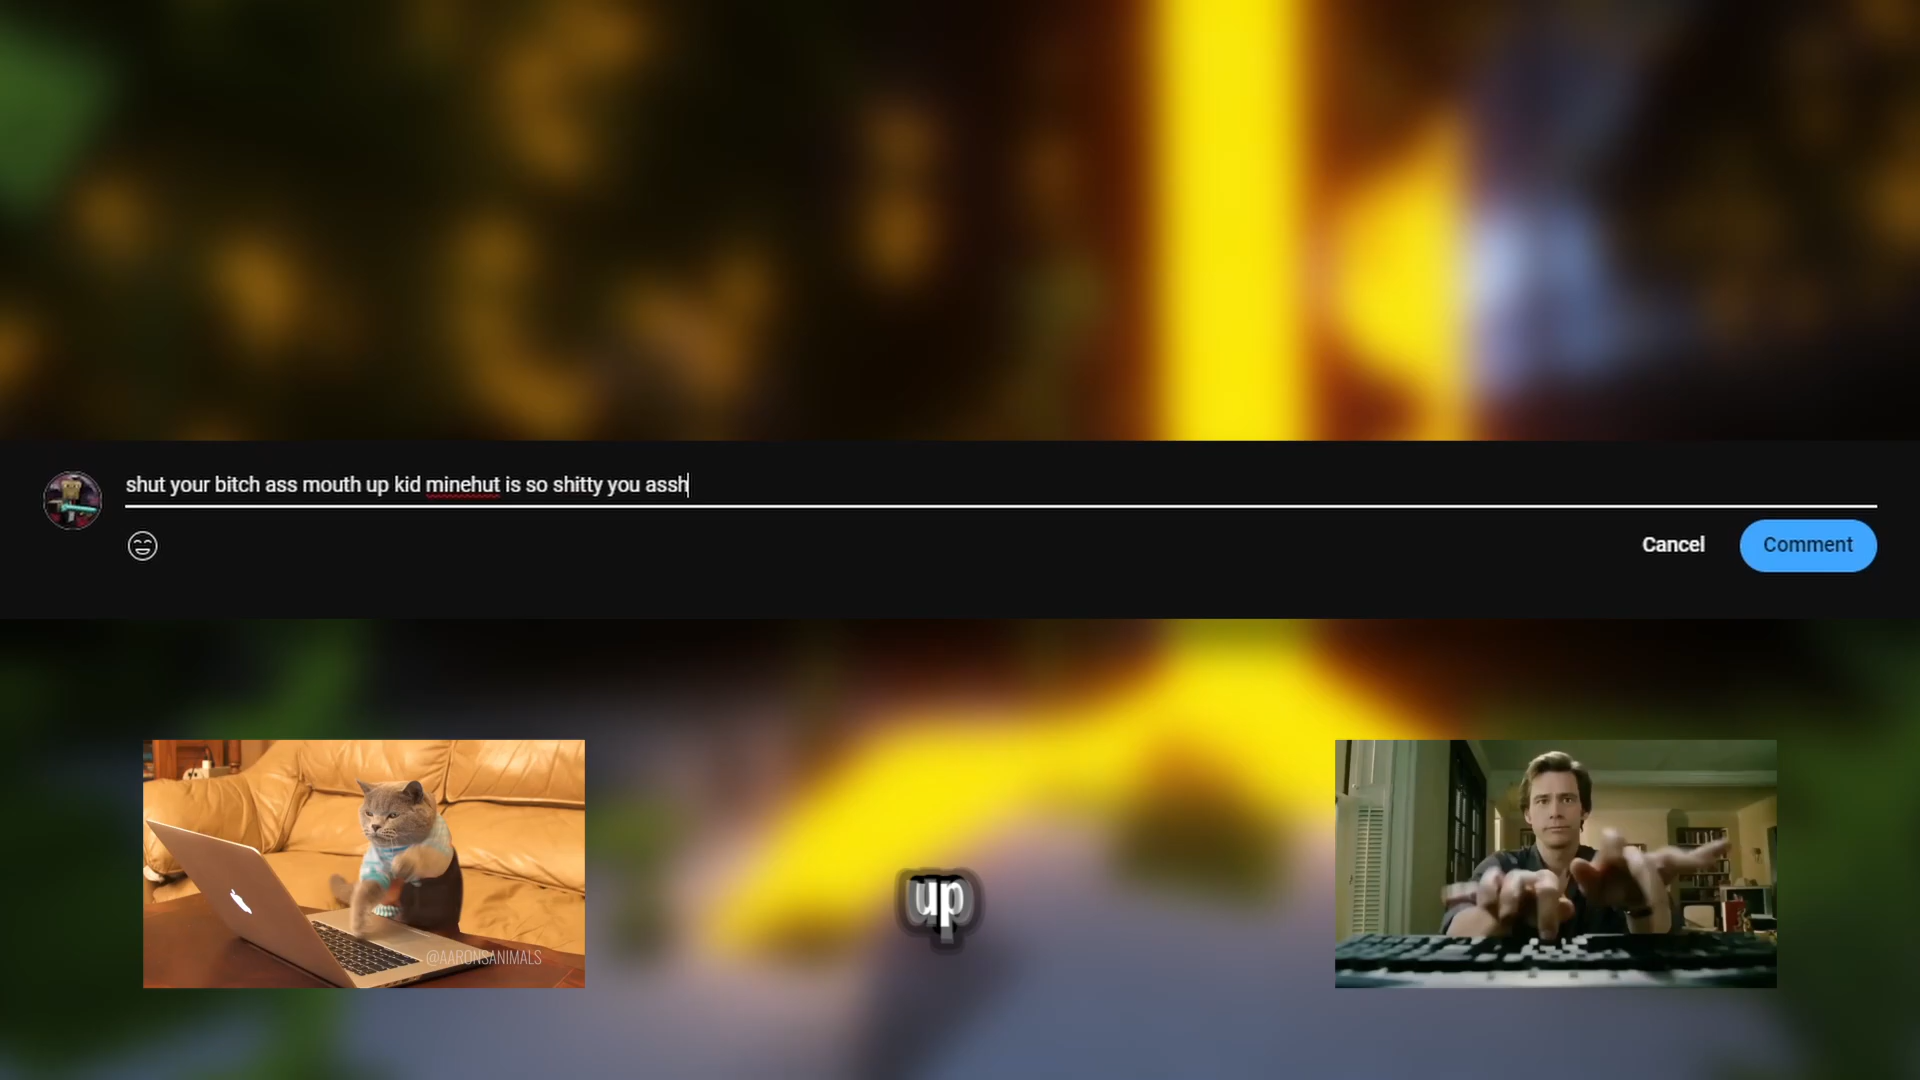 shut your bitch ass mouth up kid minehut is so shitty you assh
Cancel
Comment
@AARONSANIMALS
up